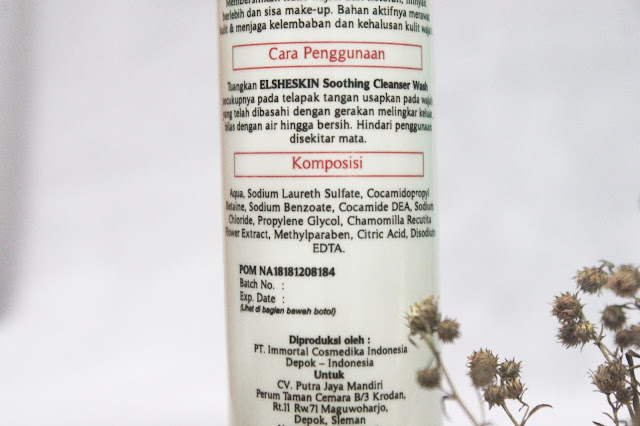 berlebih dan sisa make-up. Bahan aktifnya merawat
kulit & menjaga kelembaban dan kehalusan kulit wajah.
Cara Penggunaan
Tuangkan ELSHESKIN Soothing Cleanser Wash
secukupnya pada telapak tangan usapkan pada wajah
yang telah dibasahi dengan gerakan melingkar keluar
bilas dengan air hingga bersih. Hindari penggunaan
disekitar mata.
Komposisi
Aqua, Sodium Laureth Sulfate, Cocamidopropyl
Betaine, Sodium Benzoate, Cocamide DEA, Sodium
Chloride, Propylene Glycol, Chamomilla Recutita
Flower Extract, Methylparaben, Citric Acid, Disodium
EDTA.
POM NA18181208184
Batch No. :
Exp. Date :
(Lihat di bagian bawah botol)
Diproduksi oleh :
PT. Immortal Cosmedika Indonesia
Depok – Indonesia
Untuk
CV. Putra Jaya Mandiri
Perum Taman Cemara B/3 Krodan,
Rt.11 Rw.71 Maguwoharjo,
Depok, Sleman